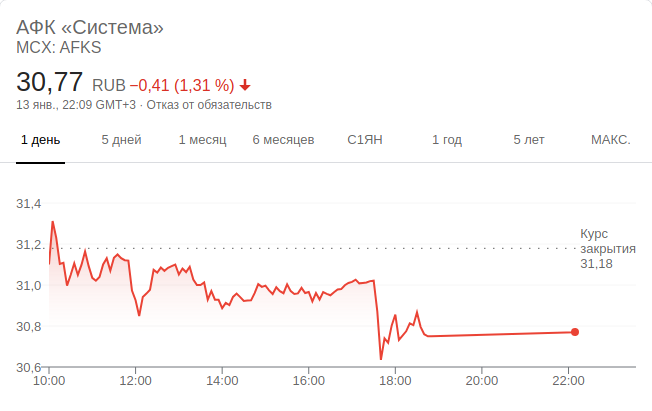 АФК «Система»
MCX: AFKS
30,77 RUB −0,41 (1,31 %)
13 янв., 22:09 GMT+3 · Отказ от обязательств
1 день 5 дней 1 месяц 6 месяцев С1ЯН 1 год 5 лет МАКС.
31,4
31,2
31,0
30,8
30,6
Курс
закрытия
31,18
10:00 12:00 14:00 16:00 18:00 20:00 22:00